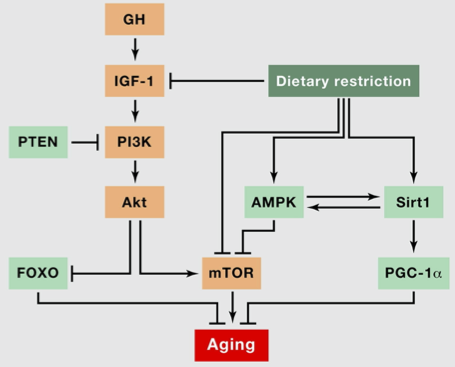 GH
IGF-1
Dietary restriction
PTEN
PI3K
Akt
AMPK
Sirt1
FOXO
mTOR
PGC-1α
Aging